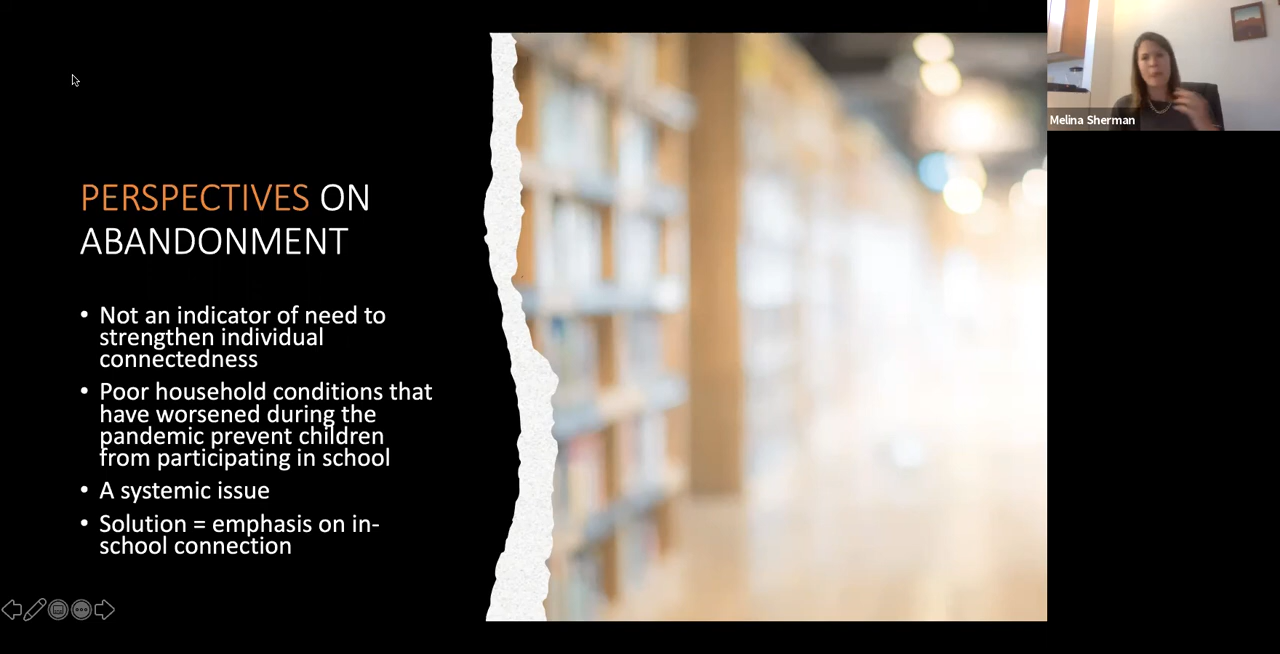 Melina Sherman
PERSPECTIVES ON
ABANDONMENT
• Not an indicator of need to
strengthen individual
connectedness
• Poor household conditions that
have worsened during the
pandemic prevent children
from participating in school
• A systemic issue
• Solution = emphasis on in-
school connection